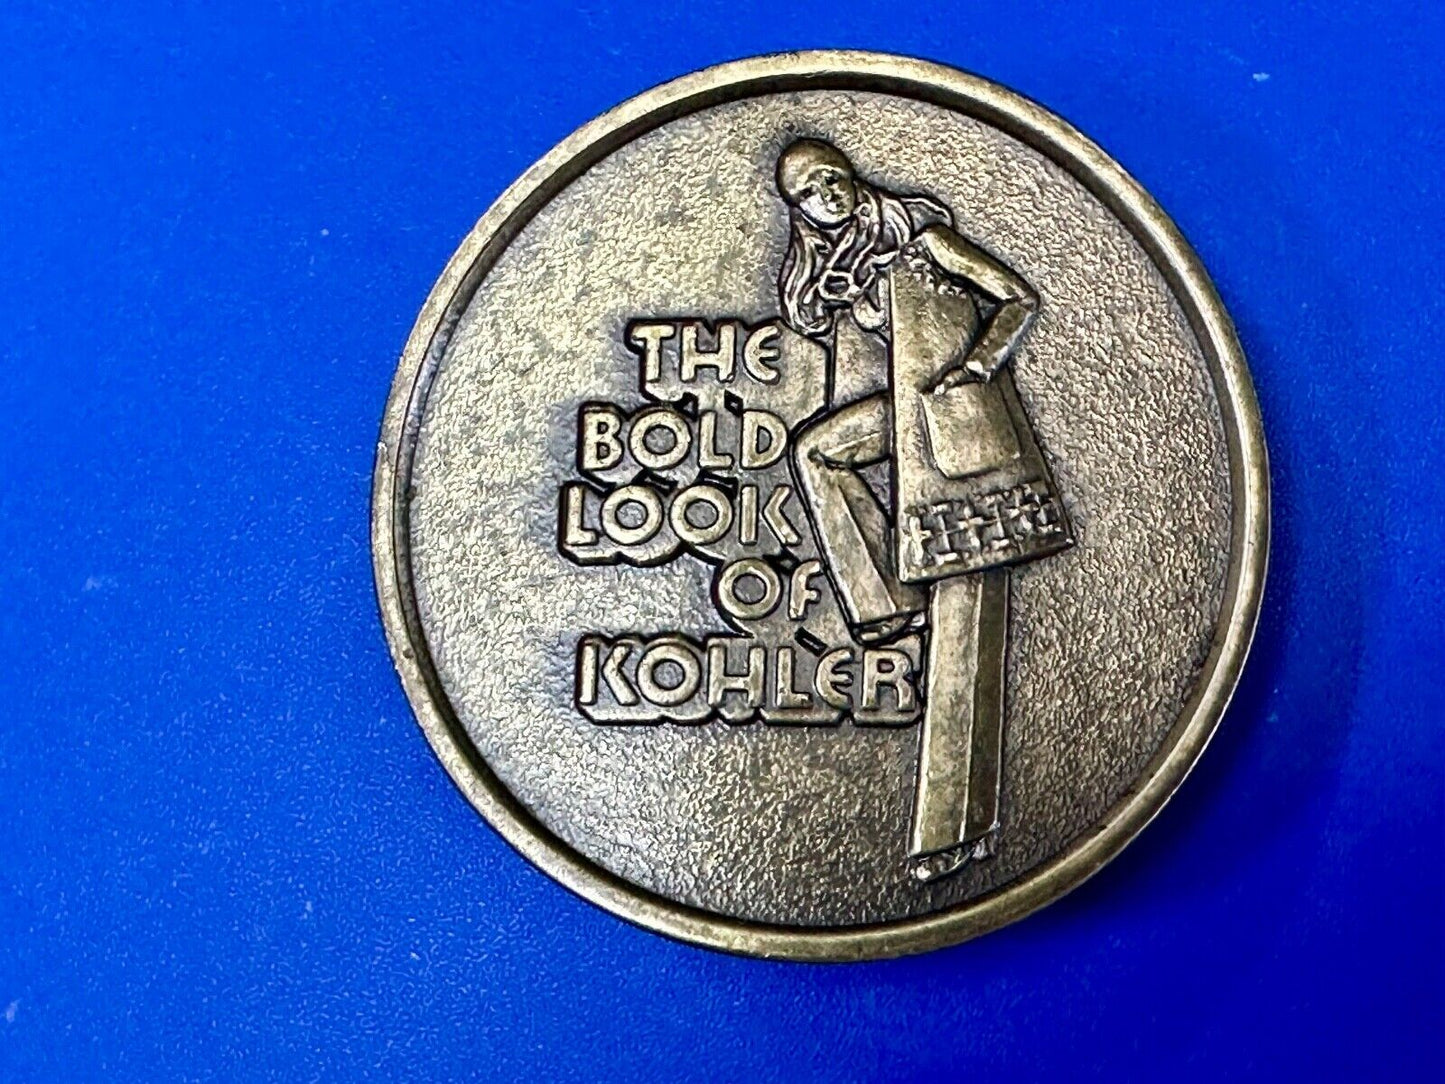 THE
BOLD
LOOK
OF
KOHLER